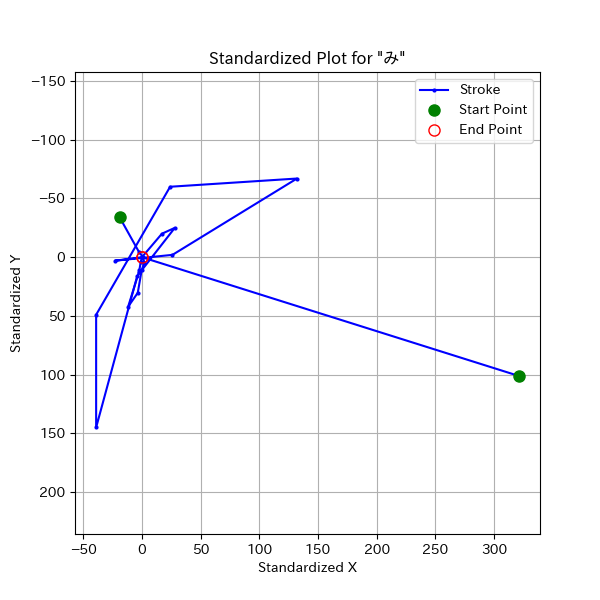 Standardized Plot for "み"
Stroke
Start Point
End Point
Standardized Y
−150
−100
−50
0
50
100
150
200
−50 0 50 100 150 200 250 300
Standardized X